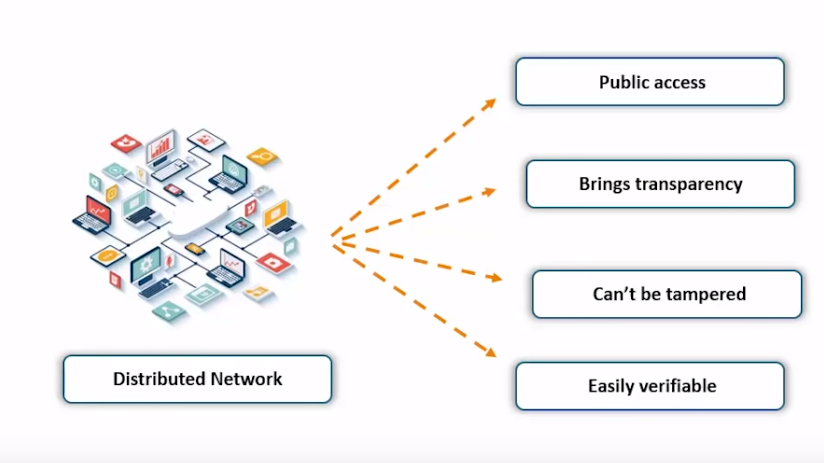 Public access
Brings transparency
Can't be tampered
Easily verifiable
Distributed Network